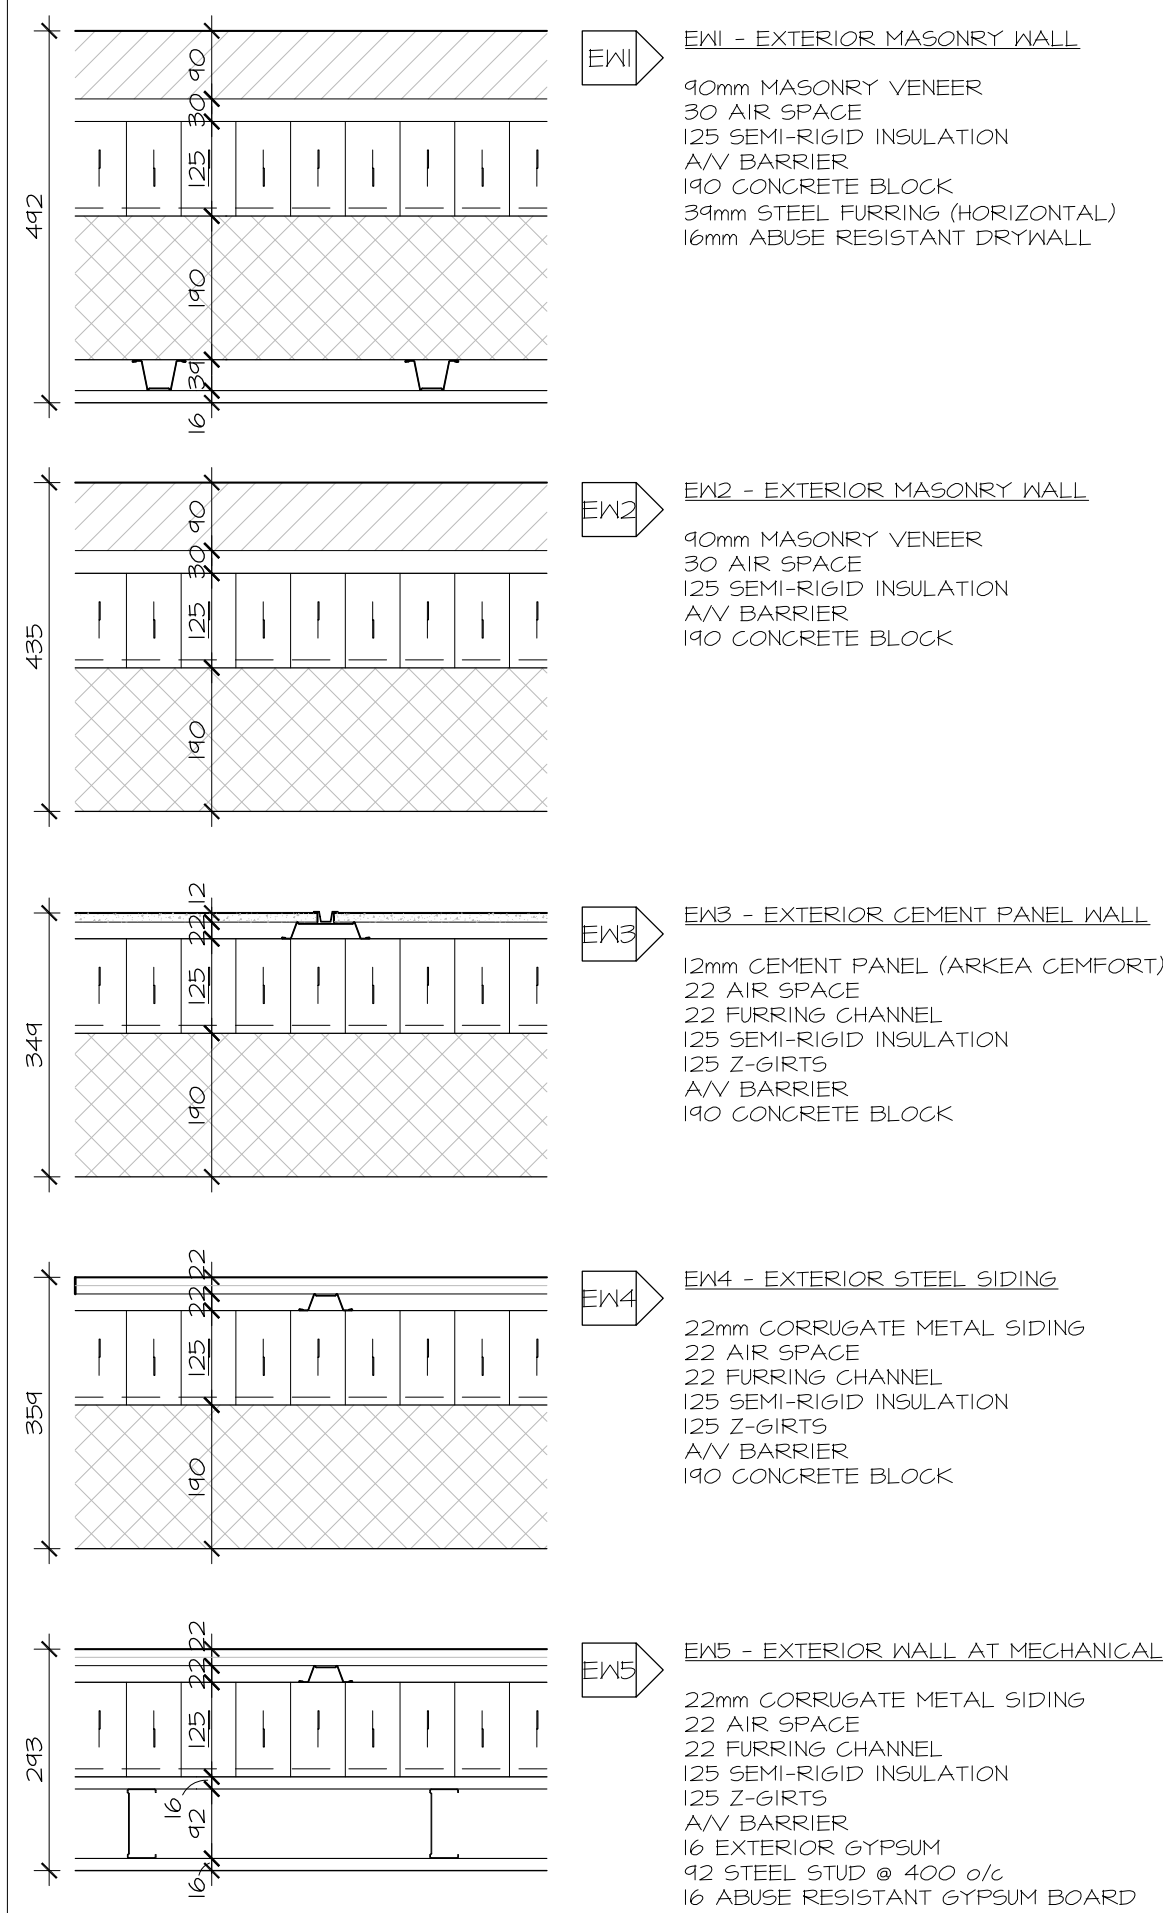 EW1
EW1 - EXTERIOR MASONRY WALL
90mm MASONRY VENEER
30 AIR SPACE
125 SEMI-RIGID INSULATION
A/V BARRIER
190 CONCRETE BLOCK
39mm STEEL FURRING (HORIZONTAL)
16mm ABUSE RESISTANT DRYWALL
492
90
30
125
190
39
16
EW2
EW2 - EXTERIOR MASONRY WALL
90mm MASONRY VENEER
30 AIR SPACE
125 SEMI-RIGID INSULATION
A/V BARRIER
190 CONCRETE BLOCK
435
90
30
125
190
EW3
EW3 - EXTERIOR CEMENT PANEL WALL
12mm CEMENT PANEL (ARKEA CEMFORT)
22 AIR SPACE
22 FURRING CHANNEL
125 SEMI-RIGID INSULATION
125 Z-GIRTS
A/V BARRIER
190 CONCRETE BLOCK
349
12
22
125
190
EW4
EW4 - EXTERIOR STEEL SIDING
22mm CORRUGATE METAL SIDING
22 AIR SPACE
22 FURRING CHANNEL
125 SEMI-RIGID INSULATION
125 Z-GIRTS
A/V BARRIER
190 CONCRETE BLOCK
359
22
22
125
190
EW5
EW5 - EXTERIOR WALL AT MECHANICAL
22mm CORRUGATE METAL SIDING
22 AIR SPACE
22 FURRING CHANNEL
125 SEMI-RIGID INSULATION
125 Z-GIRTS
A/V BARRIER
16 EXTERIOR GYPSUM
92 STEEL STUD @ 400 o/c
16 ABUSE RESISTANT GYPSUM BOARD
293
22
22
125
16
92
16